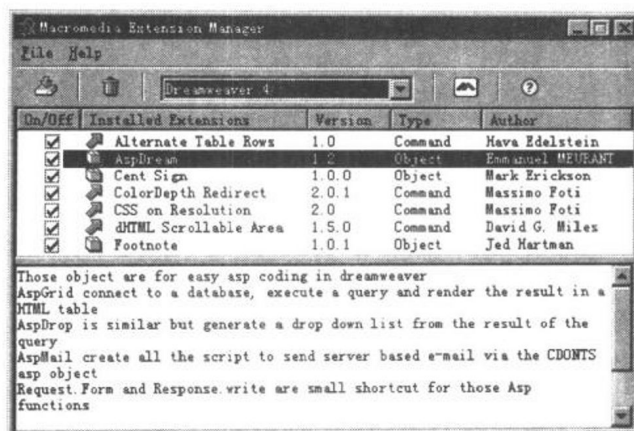 Macromedia Extension Manager
File Help
Dreamweaver 4
On/Off Installed Extensions Version Type Author
Alternate Table Rows 1.0 Command Hava Edelstein
AspDream 1.2 Object Emmanuel MEURANT
Cent Sign 1.0.0 Object Mark Erickson
ColorDepth Redirect 2.0.1 Command Massimo Foti
CSS on Resolution 2.0 Command Massimo Foti
dHTML Scrollable Area 1.5.0 Command David G. Miles
Footnote 1.0.1 Object Jed Hartman
Those object are for easy asp coding in dreamweaver
AspGrid connect to a database, execute a query and render the result in a
HTML table
AspDrop is similar but generate a drop down list from the result of the
query
AspMail create all the script to send server based e-mail via the CDONTS
asp object
Request.Form and Response.write are small shortcut for those Asp
functions